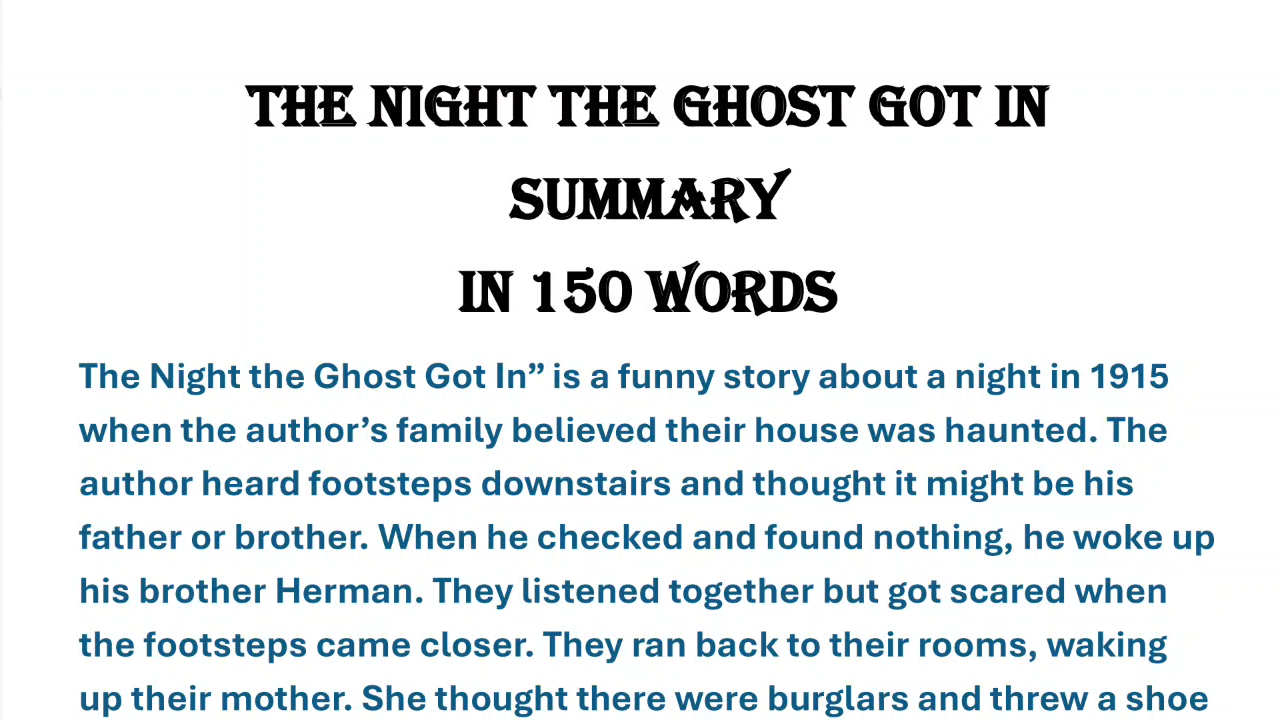 THE NIGHT THE GHOST GOT IN
SUMMARY
IN 150 WORDS
The Night the Ghost Got In” is a funny story about a night in 1915
when the author’s family believed their house was haunted. The
author heard footsteps downstairs and thought it might be his
father or brother. When he checked and found nothing, he woke up
his brother Herman. They listened together but got scared when
the footsteps came closer. They ran back to their rooms, waking
up their mother. She thought there were burglars and threw a shoe